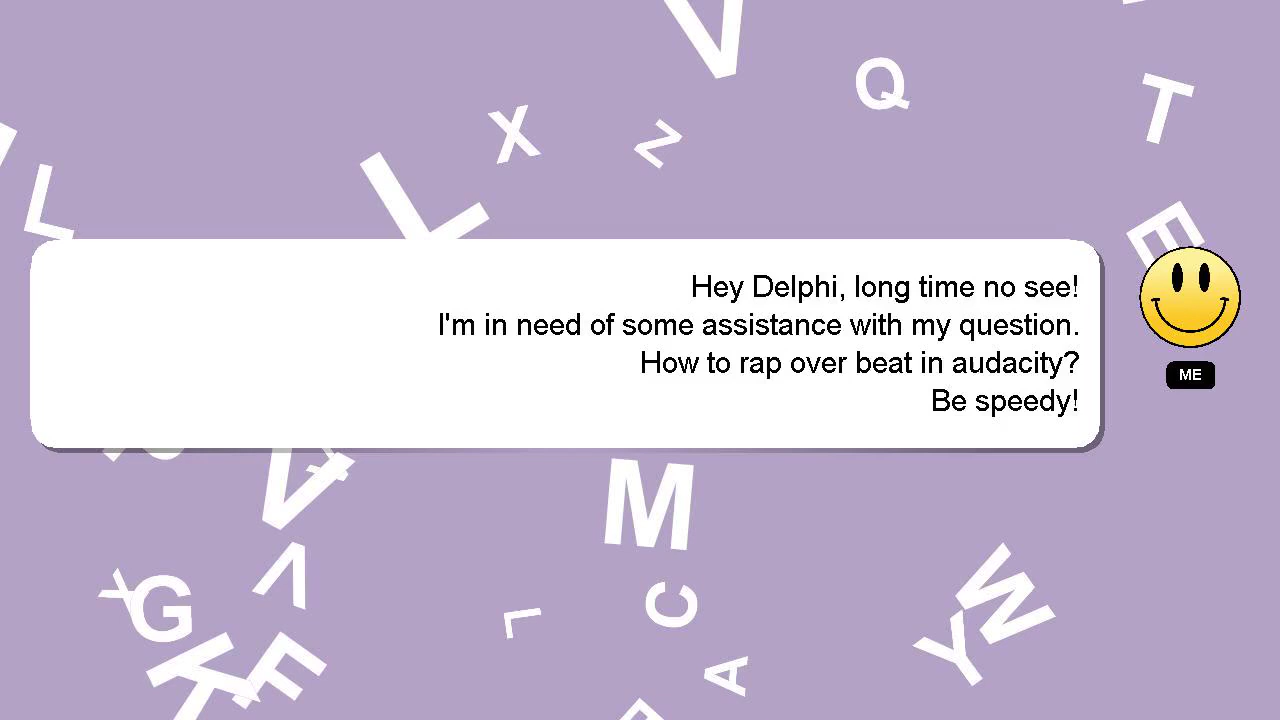 V
Q
T
X
Z
L
L
E
Hey Delphi, long time no see!
I'm in need of some assistance with my question.
How to rap over beat in audacity?
Be speedy!
ME
V
M
V
X
G
C
L
W
Y
K
F
A